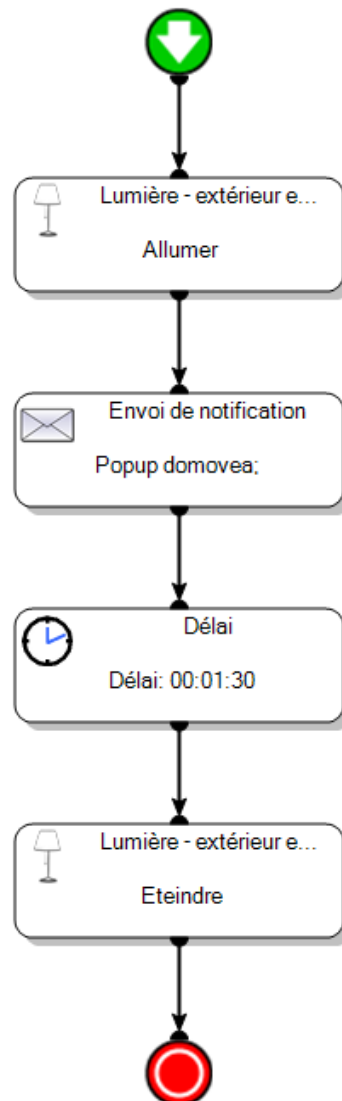 Lumière - extérieur e...
Allumer
Envoi de notification
Popup domovea;
Délai
Délai: 00:01:30
Lumière - extérieur e...
Eteindre